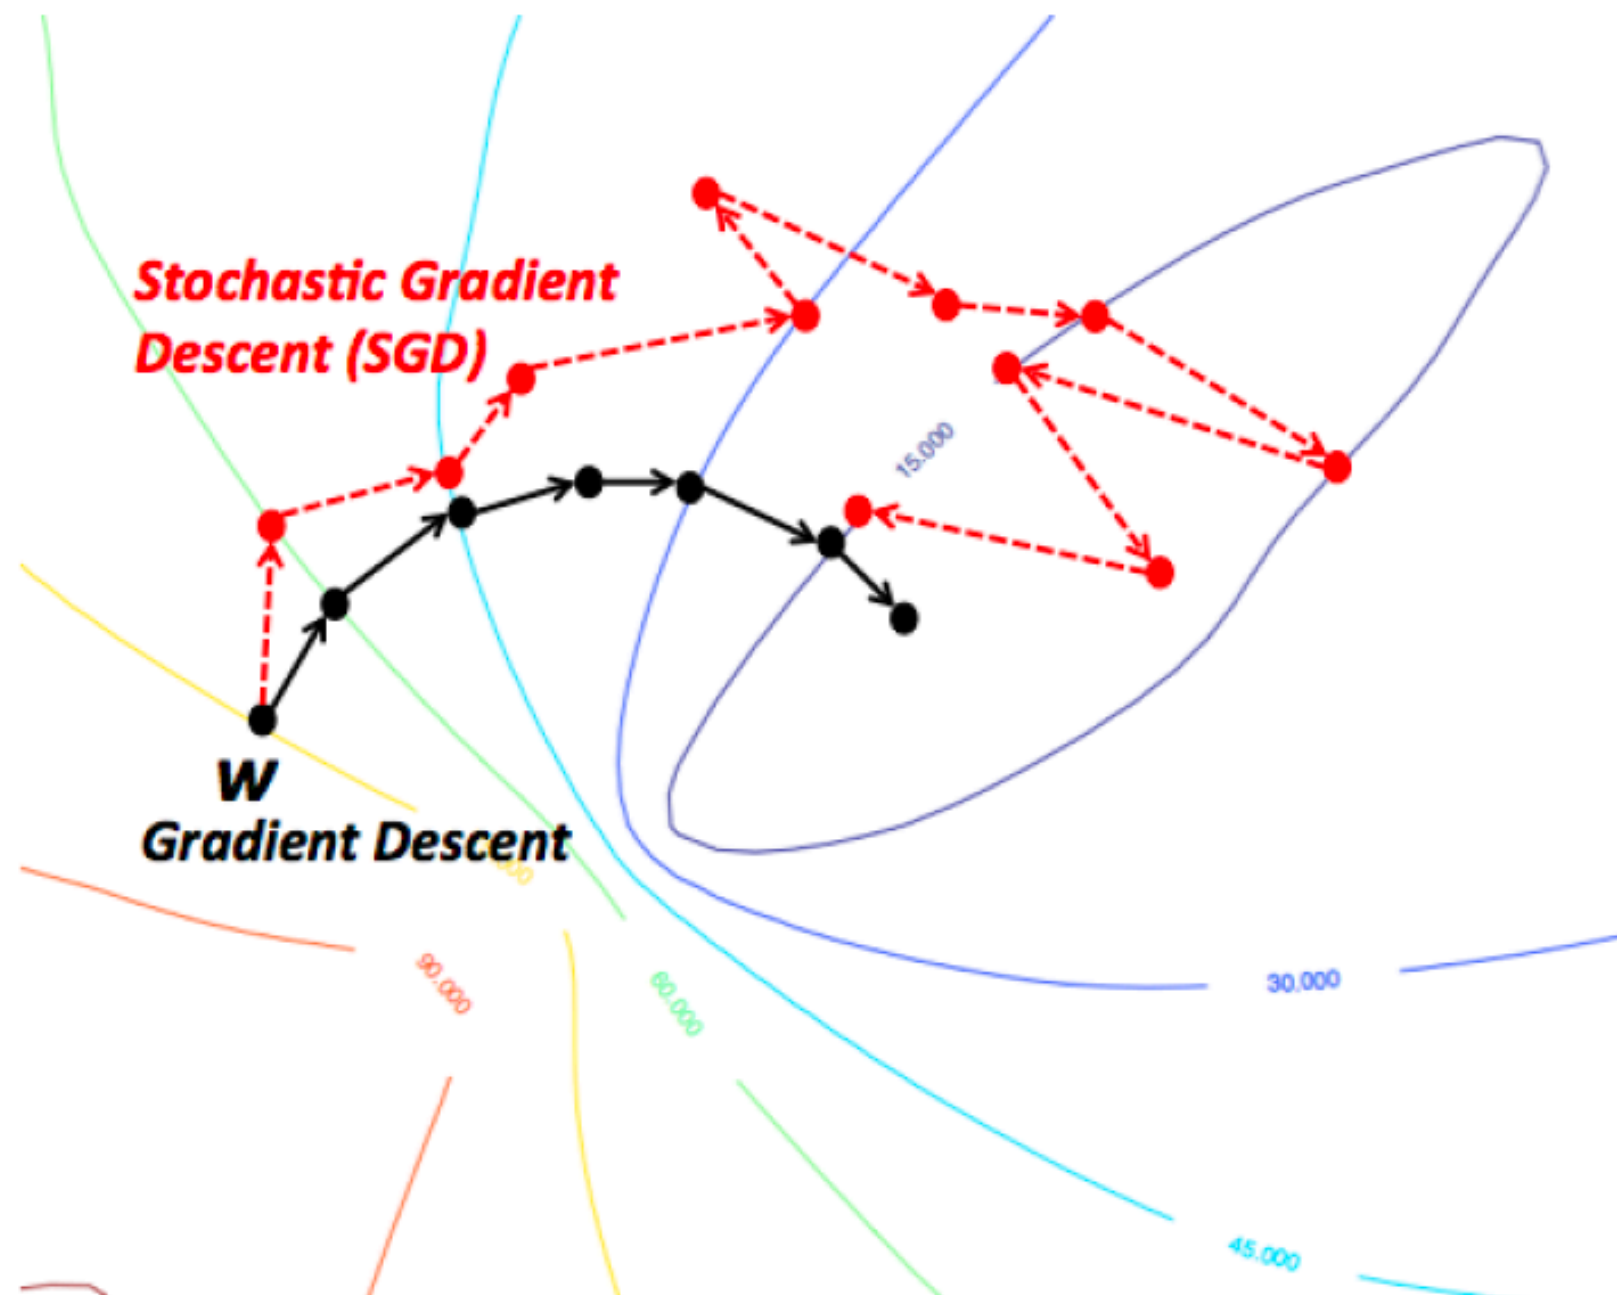 Stochastic Gradient
Descent (SGD)
15.000
W
Gradient Descent
90.000
60.000
30.000
45.000